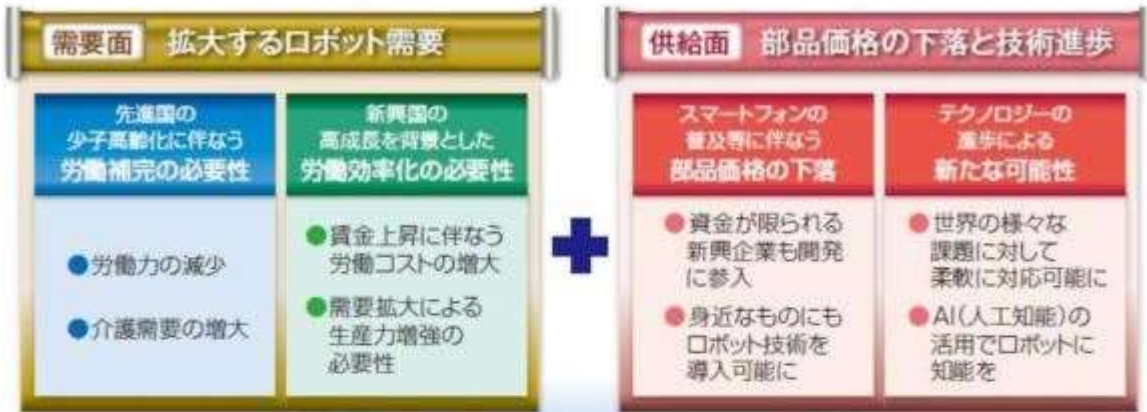 需要面 拡大するロボット需要
先進国の
少子高齢化に伴なう
労働補完の必要性
●労働力の減少
●介護需要の増大
新興国の
高成長を背景とした
労働効率化の必要性
●賃金上昇に伴なう
労働コストの増大
●需要拡大による
生産力増強の
必要性
供給面 部品価格の下落と技術進歩
スマートフォンの
普及等に伴なう
部品価格の下落
●資金が限られる
新興企業も開発
に参入
●身近なものにも
ロボット技術を
導入可能に
テクノロジーの
進歩による
新たな可能性
●世界の様々な
課題に対して
柔軟に対応可能に
●AI(人工知能)の
活用でロボットに
知能を